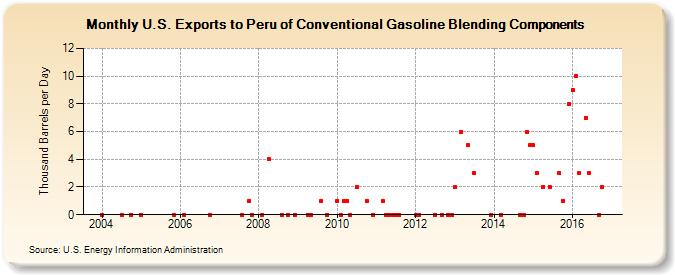 Monthly U.S. Exports to Peru of Conventional Gasoline Blending Components
Thousand Barrels per Day
12
10
8
6
4
2
0
2004 2006 2008 2010 2012 2014 2016
Source: U.S. Energy Information Administration